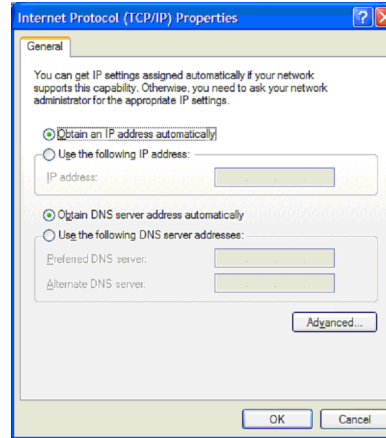 Internet Protocol (TCP/IP) Properties
General
You can get IP settings assigned automatically if your network
supports this capability. Otherwise, you need to ask your network
administrator for the appropriate IP settings.
Obtain an IP address automatically
Use the following IP address:
IP address:
Obtain DNS server address automatically
Use the following DNS server addresses:
Preferred DNS server:
Alternate DNS server:
Advanced...
OK Cancel